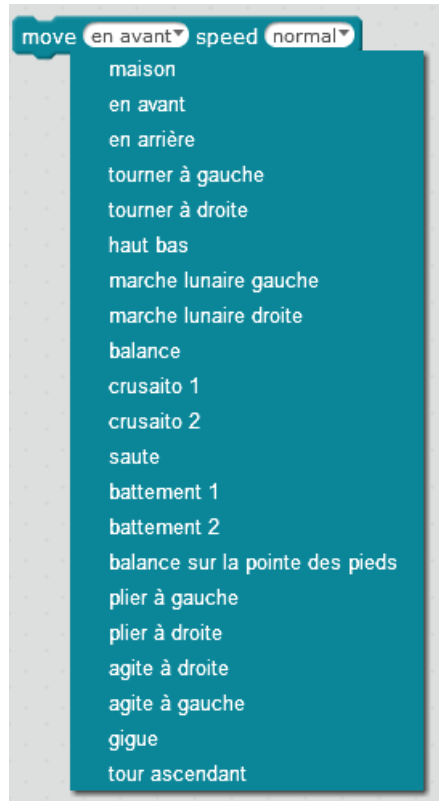 move en avant speed normal
maison
en avant
en arrière
tourner à gauche
tourner à droite
haut bas
marche lunaire gauche
marche lunaire droite
balance
crusaito 1
crusaito 2
saute
battement 1
battement 2
balance sur la pointe des pieds
plier à gauche
plier à droite
agite à droite
agite à gauche
gigue
tour ascendant